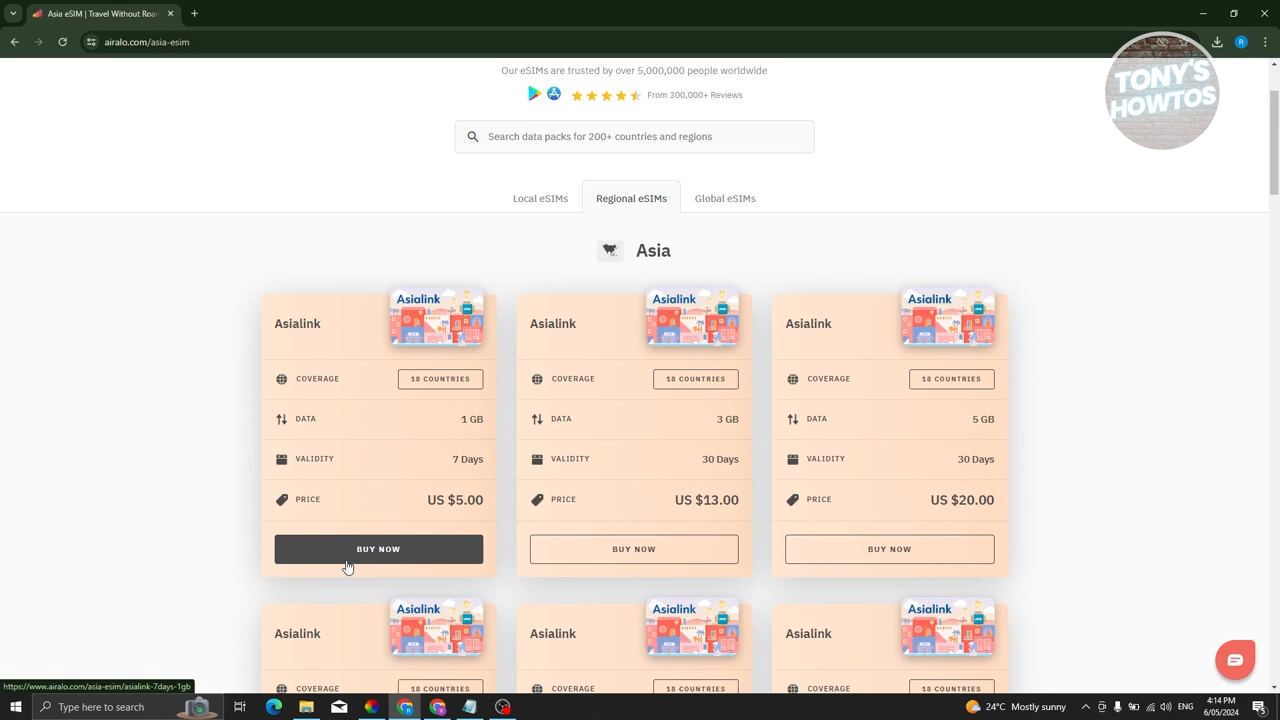 Asia eSIM | Travel Without Roa
airalo.com/asia-esim
R
TONY'S
HOWTOS
Our eSIMs are trusted by over 5,000,000 people worldwide
From 300,000+ Reviews
Search data packs for 200+ countries and regions
Local eSIMs
Regional eSIMs
Global eSIMs
Asia
Asialink
Asialink
COVERAGE
18 COUNTRIES
DATA
1 GB
VALIDITY
7 Days
PRICE
US $5.00
BUY NOW
Asialink
Asialink
COVERAGE
18 COUNTRIES
DATA
3 GB
VALIDITY
30 Days
PRICE
US $13.00
BUY NOW
Asialink
Asialink
COVERAGE
18 COUNTRIES
DATA
5 GB
VALIDITY
30 Days
PRICE
US $20.00
BUY NOW
Asialink
Asialink
COVERAGE
18 COUNTRIES
Asialink
Asialink
COVERAGE
18 COUNTRIES
Asialink
Asialink
COVERAGE
18 COUNTRIES
https://www.airalo.com/asia-esim/asialink-7days-1gb
Type here to search
24°C Mostly sunny
4:14 PM
6/05/2024